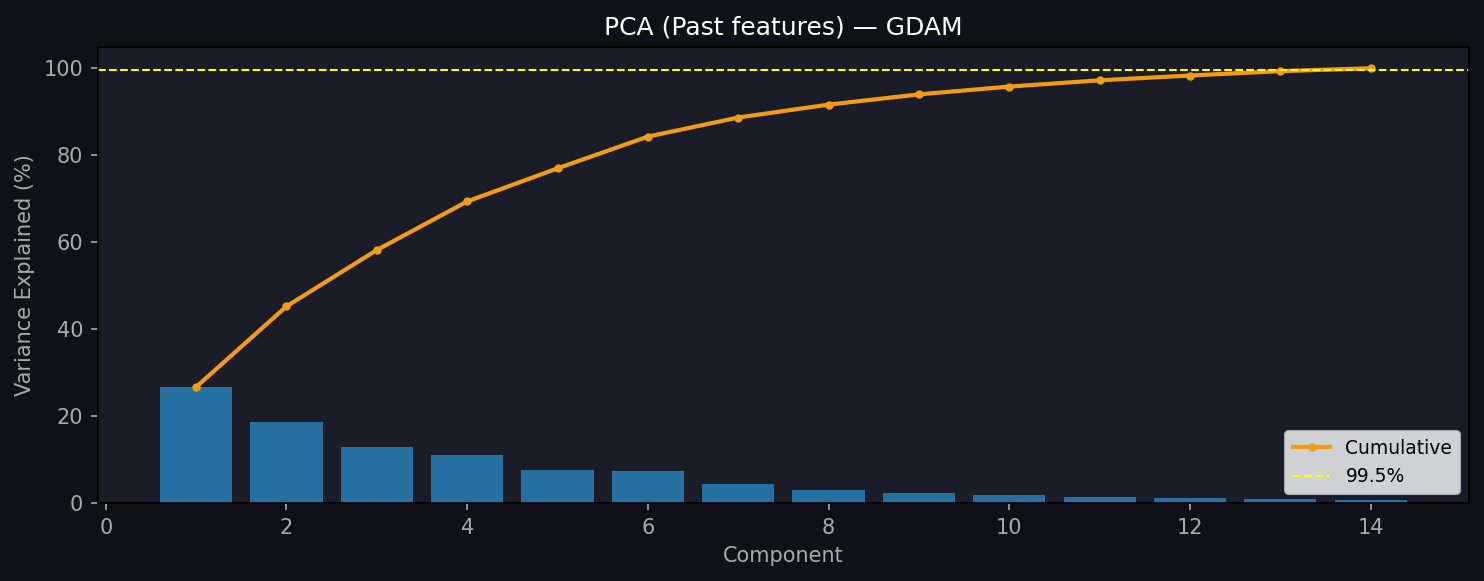 PCA (Past features) — GDAM
Variance Explained (%)
100
80
60
40
20
0
0 2 4 6 8 10 12 14
Component
Cumulative
99.5%